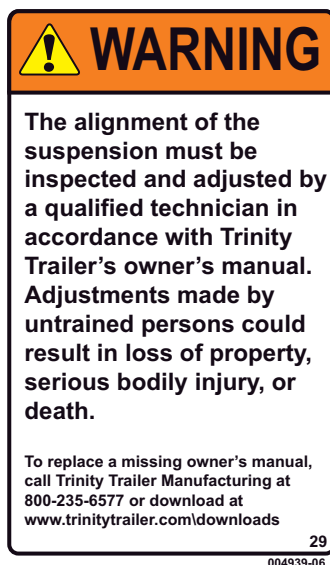 WARNING
The alignment of the
suspension must be
inspected and adjusted by
a qualified technician in
accordance with Trinity
Trailer’s owner’s manual.
Adjustments made by
untrained persons could
result in loss of property,
serious bodily injury, or
death.
To replace a missing owner’s manual,
call Trinity Trailer Manufacturing at
800-235-6577 or download at
www.trinitytrailer.com\downloads
29
004939-06